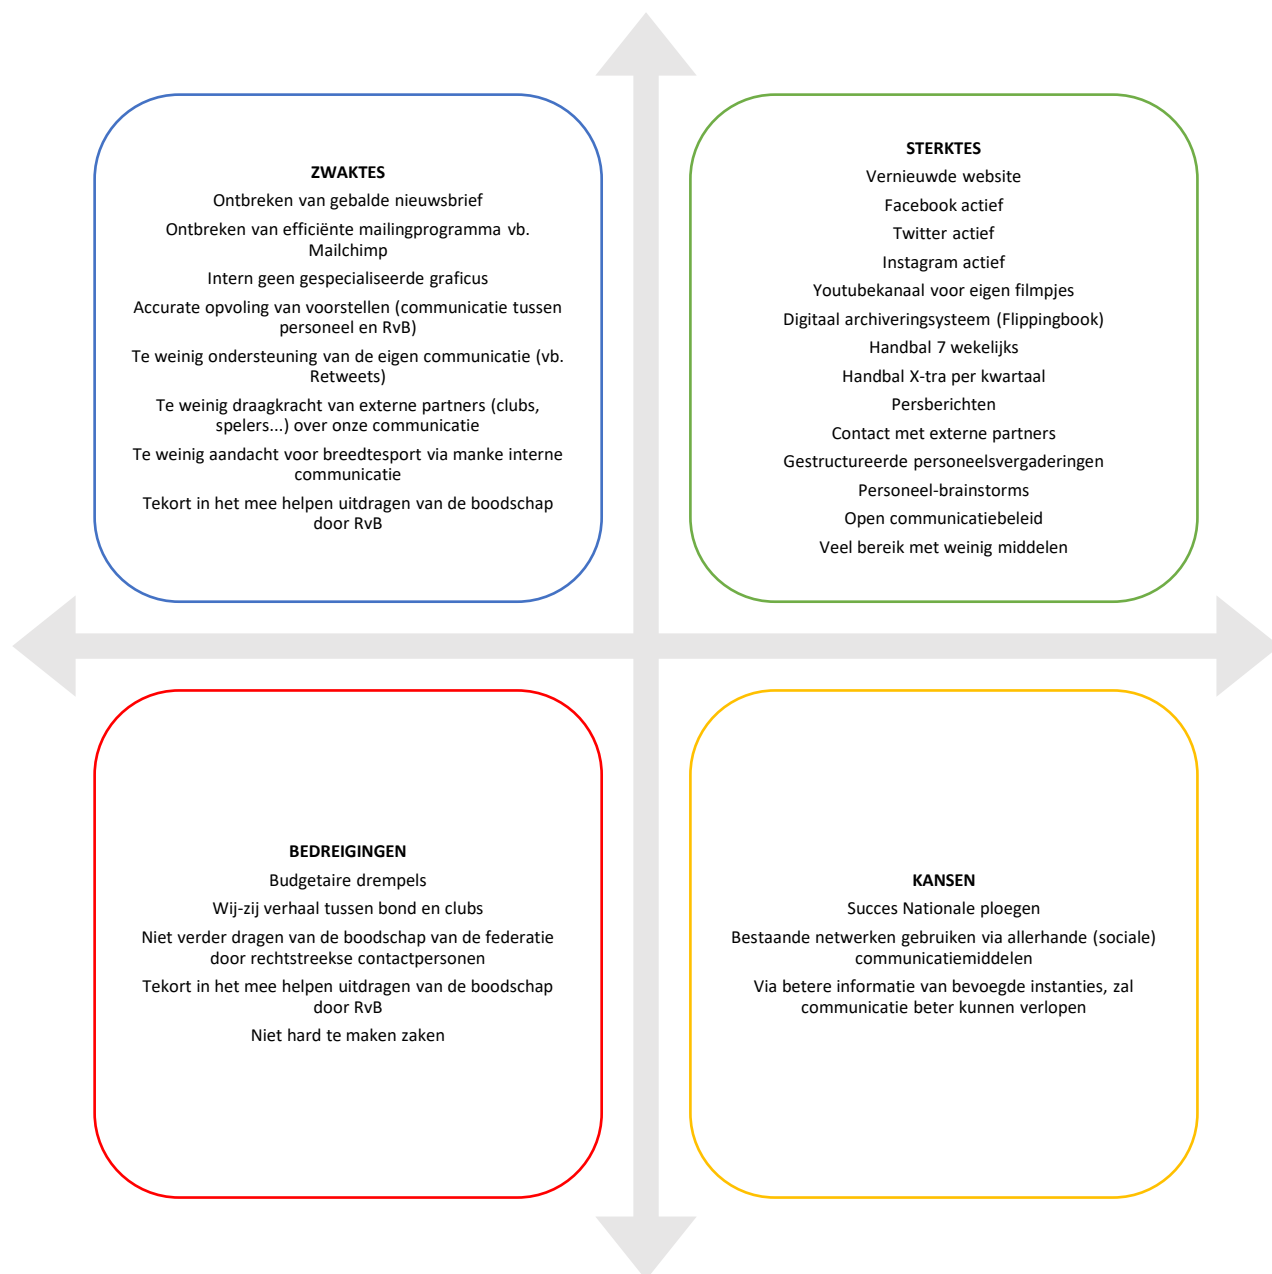 ZWAKTES
Ontbreken van gebalde nieuwsbrief
Ontbreken van efficiënte mailingprogramma vb.
Mailchimp
Intern geen gespecialiseerde graficus
Accurate opvoling van voorstellen (communicatie tussen
personeel en RvB)
Te weinig ondersteuning van de eigen communicatie (vb.
Retweets)
Te weinig draagkracht van externe partners (clubs,
spelers...) over onze communicatie
Te weinig aandacht voor breedtesport via manke interne
communicatie
Tekort in het mee helpen uitdragen van de boodschap
door RvB
STERKTES
Vernieuwde website
Facebook actief
Twitter actief
Instagram actief
Youtubekanaal voor eigen filmpjes
Digitaal archiveringsysteem (Flippingbook)
Handbal 7 wekelijks
Handbal X-tra per kwartaal
Persberichten
Contact met externe partners
Gestructureerde personeelsvergaderingen
Personeel-brainstorms
Open communicatiebeleid
Veel bereik met weinig middelen
BEDREIGINGEN
Budgetaire drempels
Wij-zij verhaal tussen bond en clubs
Niet verder dragen van de boodschap van de federatie
door rechtstreekse contactpersonen
Tekort in het mee helpen uitdragen van de boodschap
door RvB
Niet hard te maken zaken
KANSEN
Succes Nationale ploegen
Bestaande netwerken gebruiken via allerhande (sociale)
communicatiemiddelen
Via betere informatie van bevoegde instanties, zal
communicatie beter kunnen verlopen